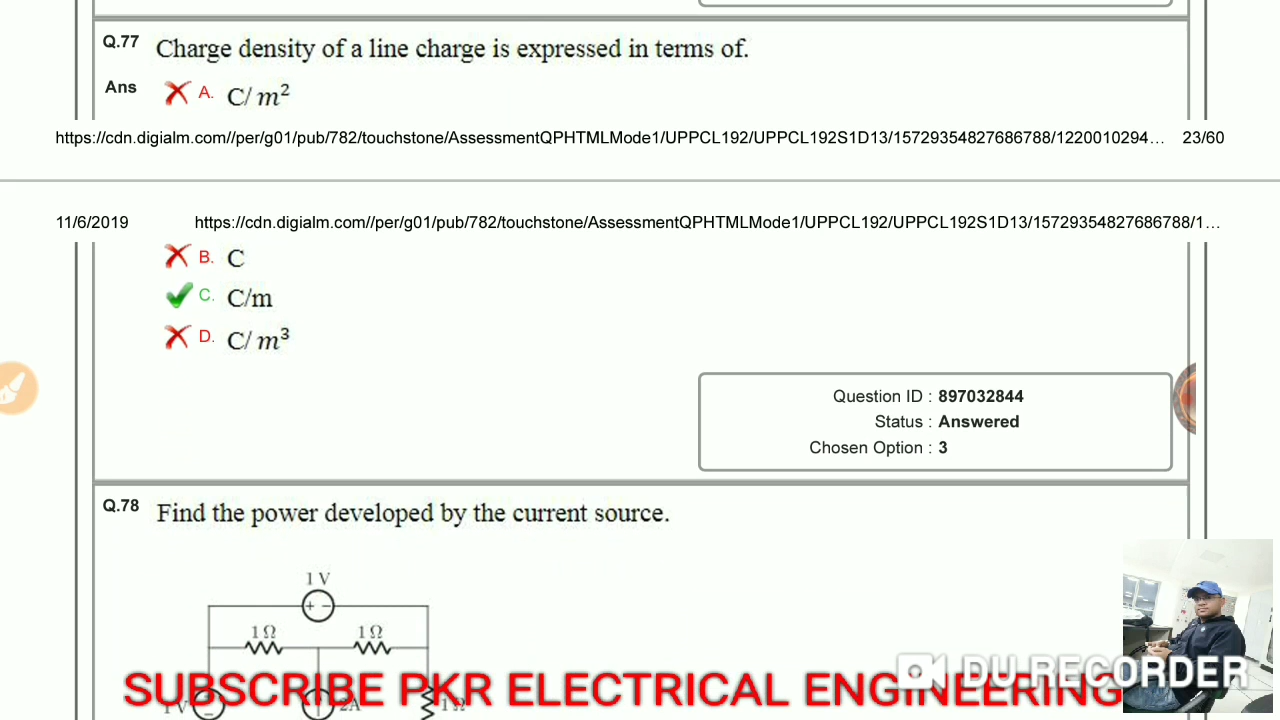 Q.77 Charge density of a line charge is expressed in terms of.
Ans A. C/ m²
https://cdn.digialm.com//per/g01/pub/782/touchstone/AssessmentQPHTMLMode1/UPPCL192/UPPCL192S1D13/15729354827686788/1220010294… 23/60
11/6/2019 https://cdn.digialm.com//per/g01/pub/782/touchstone/AssessmentQPHTMLMode1/UPPCL192/UPPCL192S1D13/15729354827686788/1…
B. C
C. C/m
D. C/ m³
Question ID : 897032844
Status : Answered
Chosen Option : 3
Q.78 Find the power developed by the current source.
1 V
+ −
1 Ω 1 Ω
1 V 2A 1 Ω
SUBSCRIBE PKR ELECTRICAL ENGINEERING
DU RECORDER